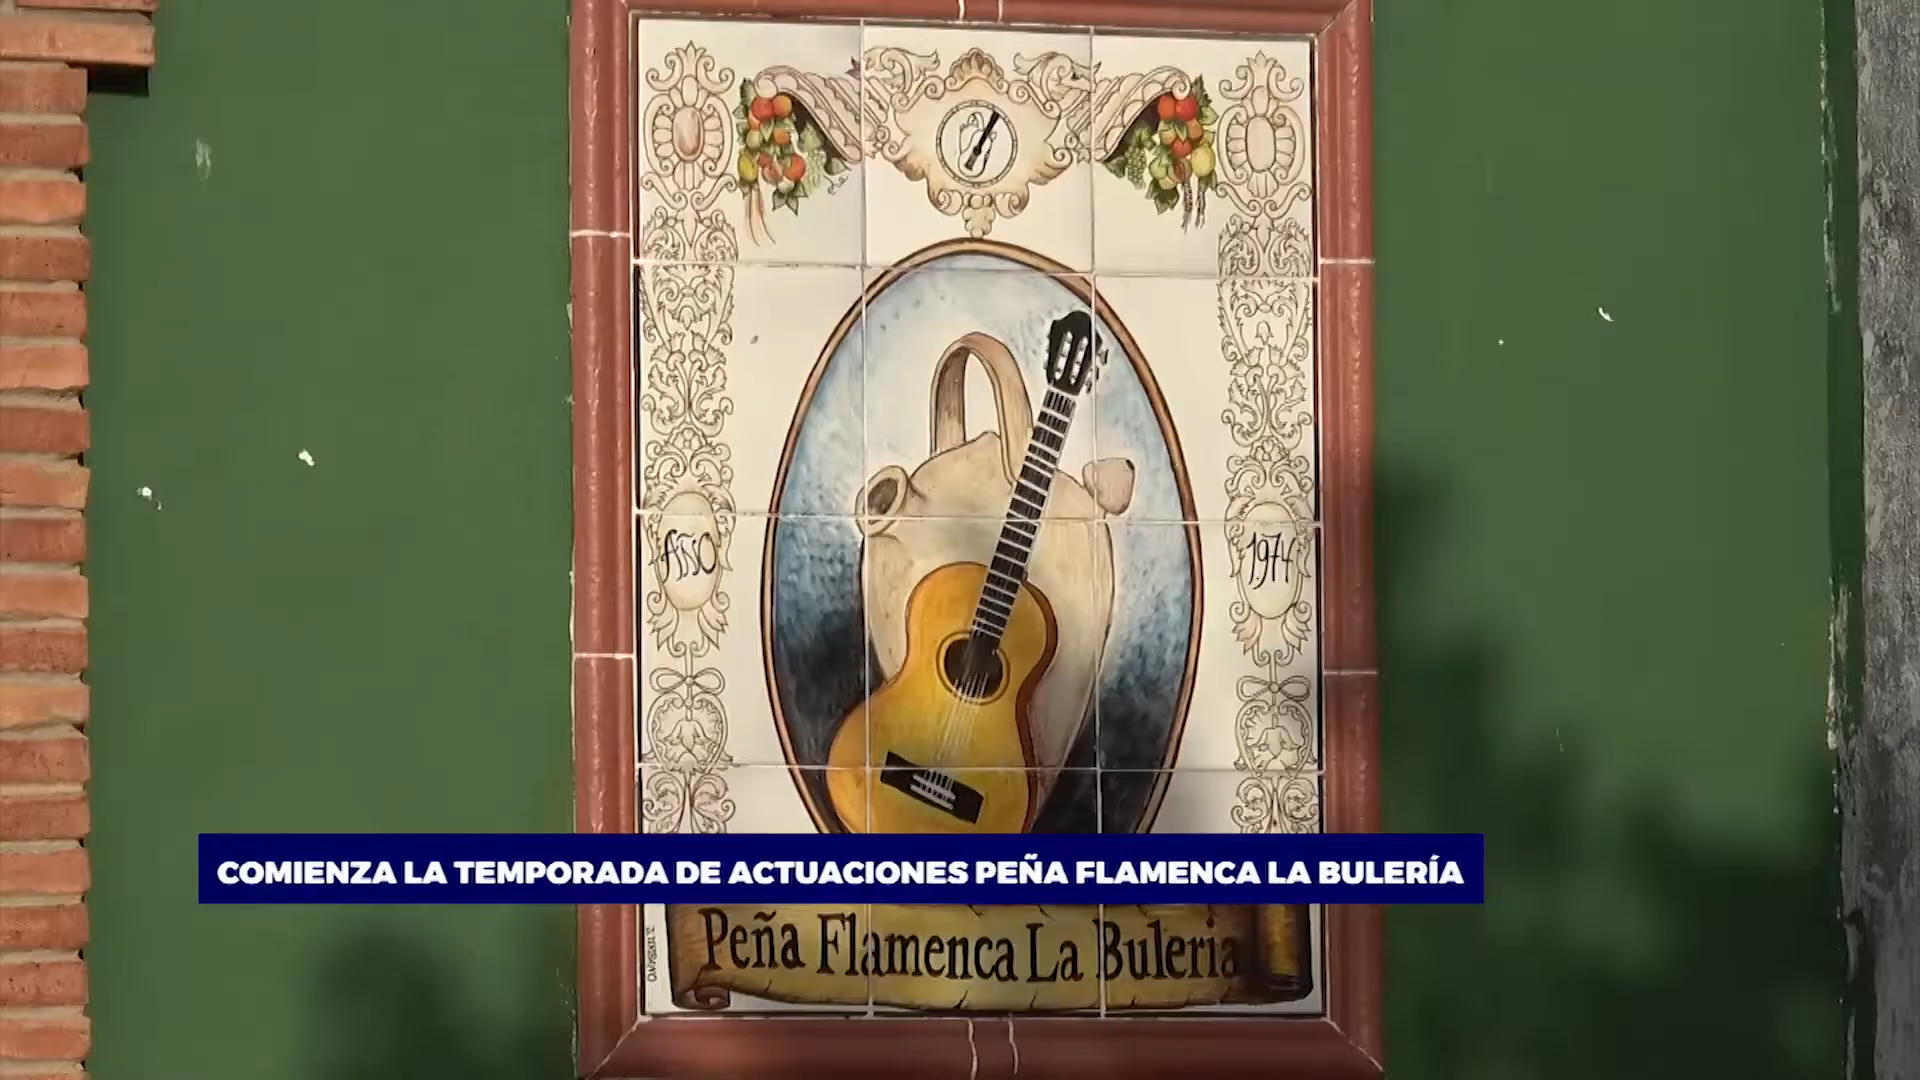 AÑO
1974
COMIENZA LA TEMPORADA DE ACTUACIONES PEÑA FLAMENCA LA BULERÍA
Peña Flamenca La Buleria